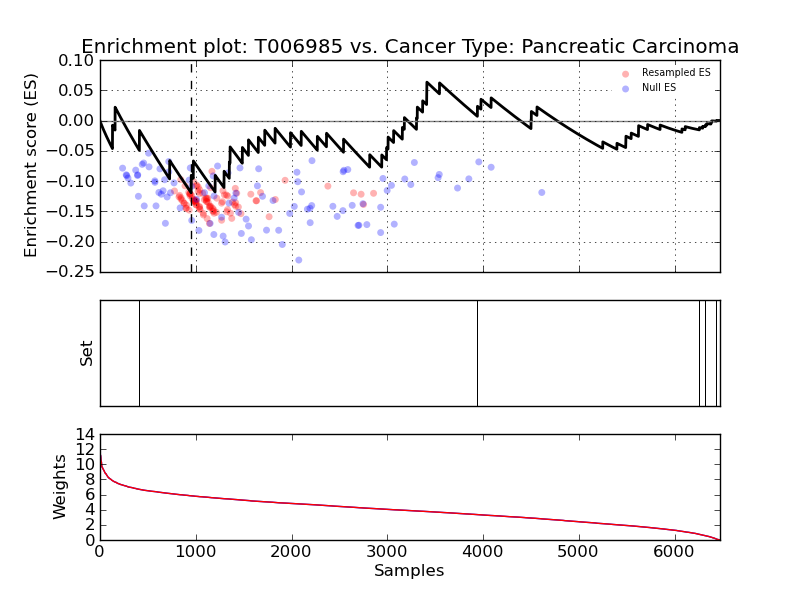 Enrichment plot: T006985 vs. Cancer Type: Pancreatic Carcinoma
0.10
0.05
0.00
−0.05
−0.10
−0.15
−0.20
−0.25
Enrichment score (ES)
Resampled ES
Null ES
Set
14
12
10
8
6
4
2
0
Weights
0 1000 2000 3000 4000 5000 6000
Samples